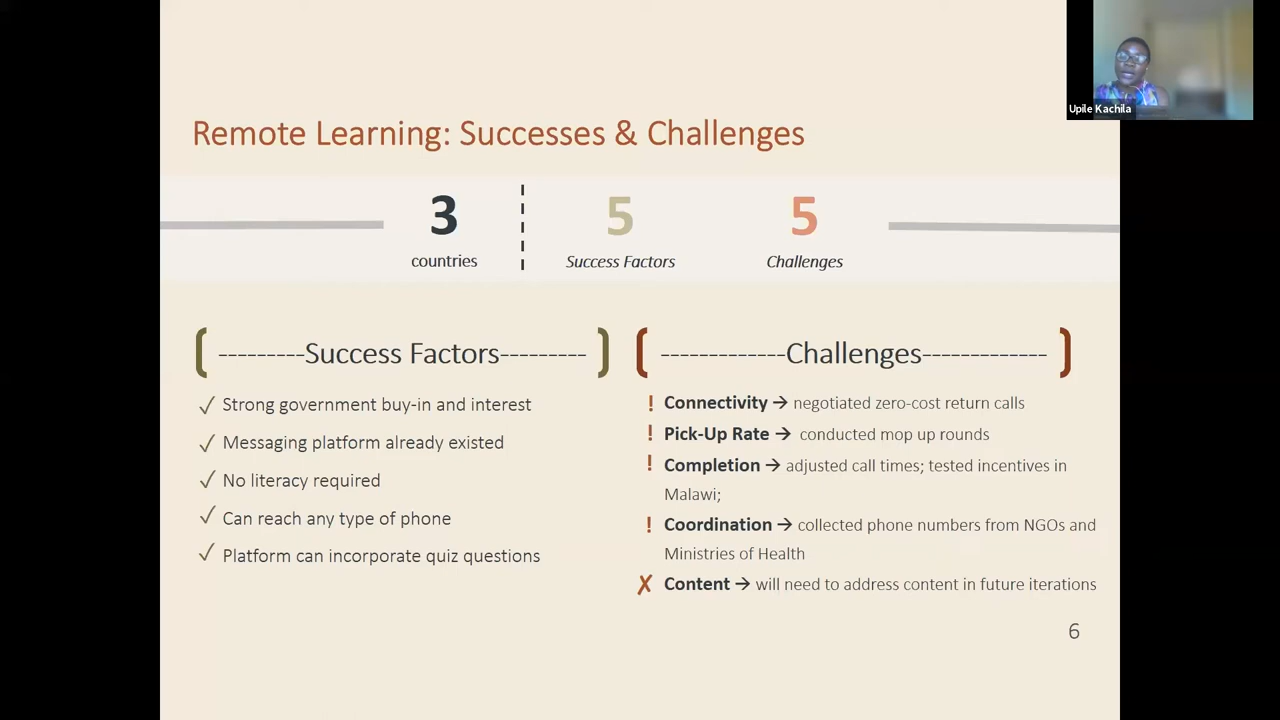 Upile Kachila
Remote Learning: Successes & Challenges
3
countries
5
Success Factors
5
Challenges
---------Success Factors---------
✓ Strong government buy-in and interest
✓ Messaging platform already existed
✓ No literacy required
✓ Can reach any type of phone
✓ Platform can incorporate quiz questions
-------------Challenges-------------
! Connectivity → negotiated zero-cost return calls
! Pick-Up Rate → conducted mop up rounds
! Completion → adjusted call times; tested incentives in
Malawi;
! Coordination → collected phone numbers from NGOs and
Ministries of Health
✗ Content → will need to address content in future iterations
6